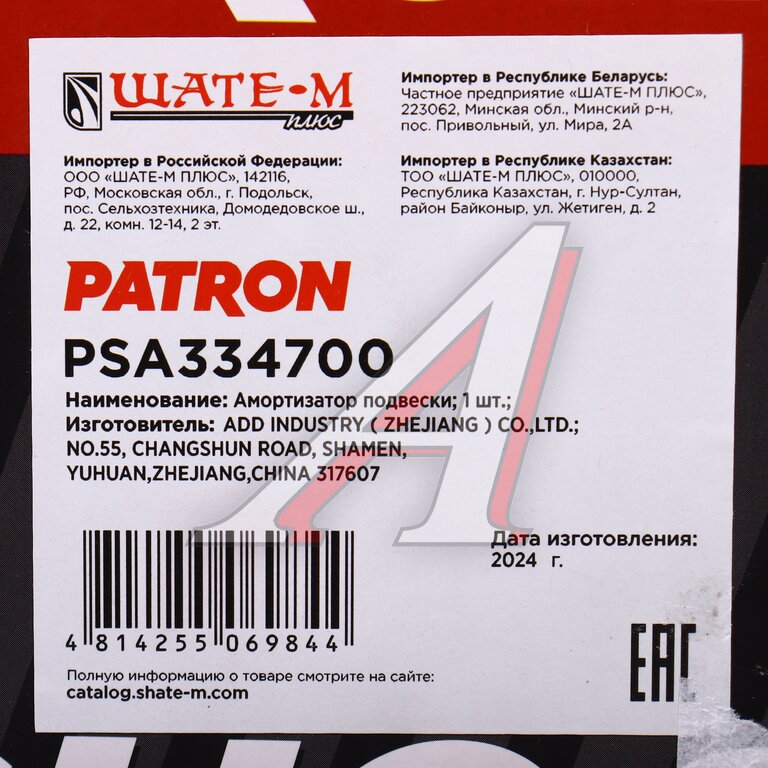 ШАТЕ-М
плюс
Импортер в Республике Беларусь:
Частное предприятие «ШАТЕ-М ПЛЮС»,
223062, Минская обл., Минский р-н,
пос. Привольный, ул. Мира, 2А
Импортер в Российской Федерации:
ООО «ШАТЕ-М ПЛЮС», 142116,
РФ, Московская обл., г. Подольск,
пос. Сельхозтехника, Домодедовское ш.,
д. 22, комн. 12-14, 2 эт.
Импортер в Республике Казахстан:
ТОО «ШАТЕ-М ПЛЮС», 010000,
Республика Казахстан, г. Нур-Султан,
район Байконыр, ул. Жетиген, д. 2
PATRON
PSA334700
Наименование: Амортизатор подвески; 1 шт.;
Изготовитель: ADD INDUSTRY ( ZHEJIANG ) CO.,LTD.;
NO.55, CHANGSHUN ROAD, SHAMEN,
YUHUAN,ZHEJIANG,CHINA 317607
Дата изготовления:
2024 г.
4 814255 069844
EAC
Полную информацию о товаре смотрите на сайте:
catalog.shate-m.com